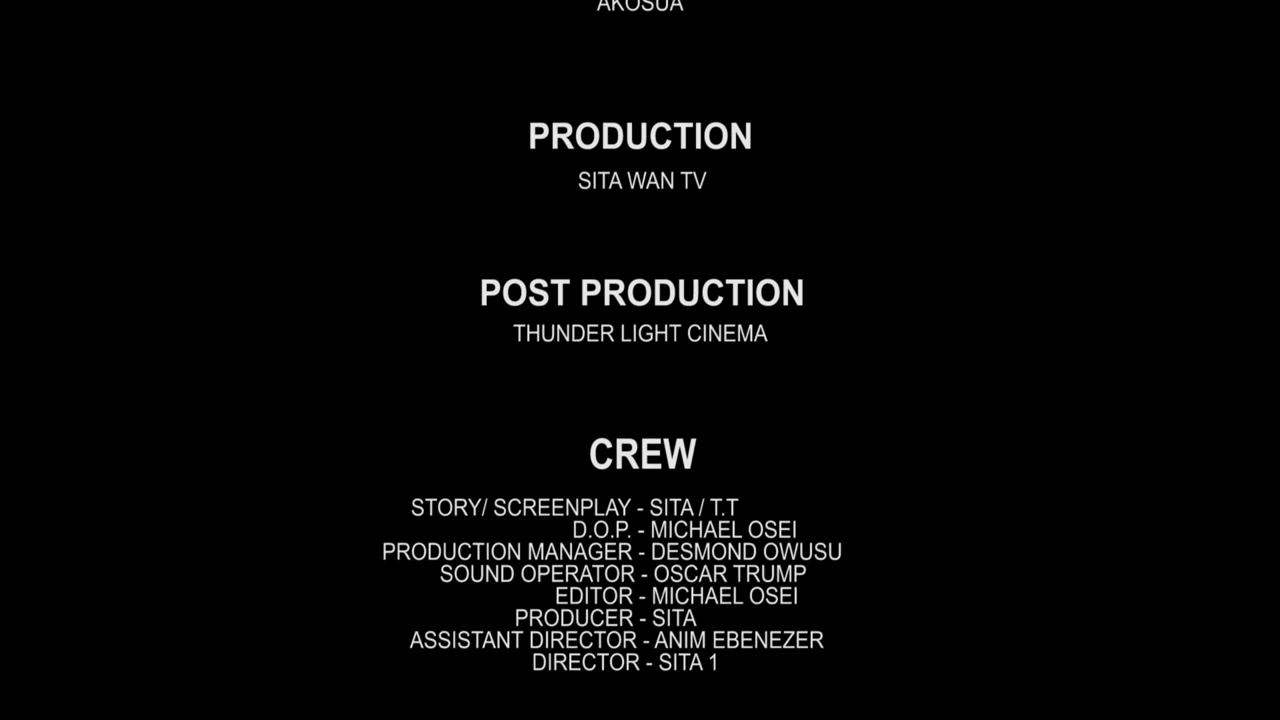 AKOSUA
PRODUCTION
SITA WAN TV
POST PRODUCTION
THUNDER LIGHT CINEMA
CREW
STORY/ SCREENPLAY - SITA / T.T
D.O.P. - MICHAEL OSEI
PRODUCTION MANAGER - DESMOND OWUSU
SOUND OPERATOR - OSCAR TRUMP
EDITOR - MICHAEL OSEI
PRODUCER - SITA
ASSISTANT DIRECTOR - ANIM EBENEZER
DIRECTOR - SITA 1